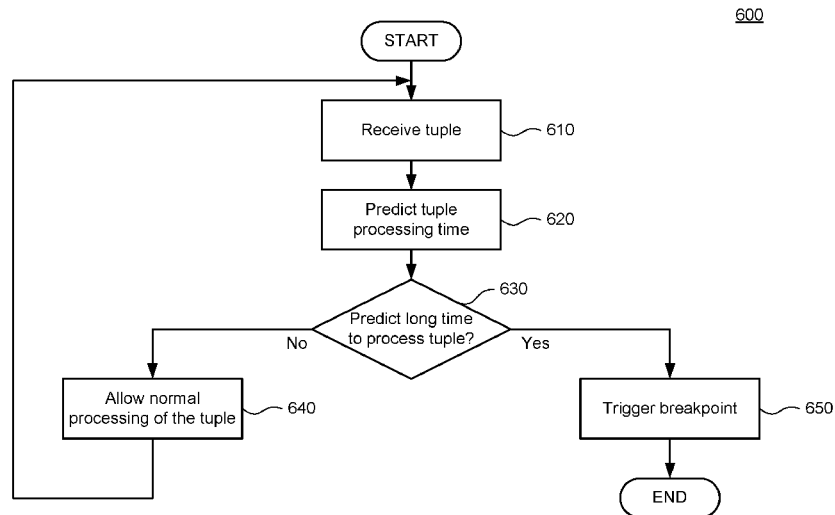 600
START
Receive tuple
610
Predict tuple
processing time
620
630
Predict long time
to process tuple?
No
Yes
Allow normal
processing of the tuple
640
Trigger breakpoint
650
END